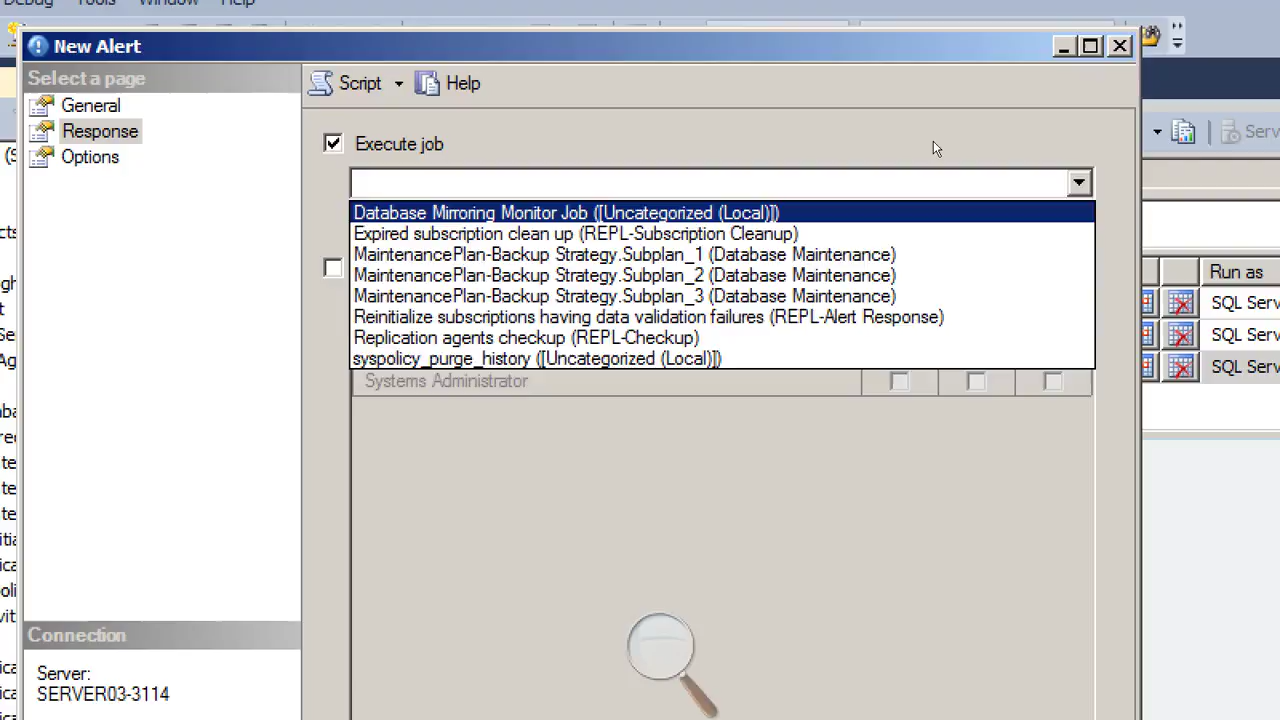 Debug Tools Window Help
New Alert
Select a page
General
Response
Options
Script Help
Execute job
Database Mirroring Monitor Job ([Uncategorized (Local)])
Expired subscription clean up (REPL-Subscription Cleanup)
MaintenancePlan-Backup Strategy.Subplan_1 (Database Maintenance)
MaintenancePlan-Backup Strategy.Subplan_2 (Database Maintenance)
MaintenancePlan-Backup Strategy.Subplan_3 (Database Maintenance)
Reinitialize subscriptions having data validation failures (REPL-Alert Response)
Replication agents checkup (REPL-Checkup)
syspolicy_purge_history ([Uncategorized (Local)])
Systems Administrator
Connection
Server:
SERVER03-3114
Serv
Run as
SQL Serv
SQL Serv
SQL Serv